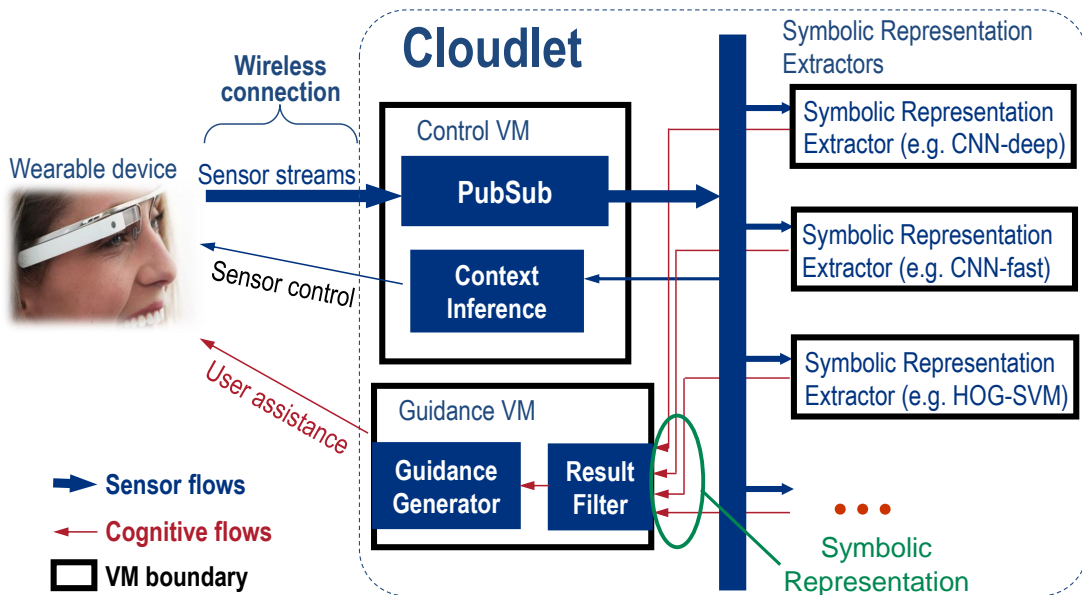 Cloudlet
Symbolic Representation
Extractors
Wireless
connection
Control VM
Symbolic Representation
Extractor (e.g. CNN-deep)
Wearable device
Sensor streams
PubSub
Symbolic Representation
Extractor (e.g. CNN-fast)
Context
Inference
Sensor control
Symbolic Representation
Extractor (e.g. HOG-SVM)
User assistance
Guidance VM
Guidance
Generator
Result
Filter
Sensor flows
Cognitive flows
VM boundary
Symbolic
Representation